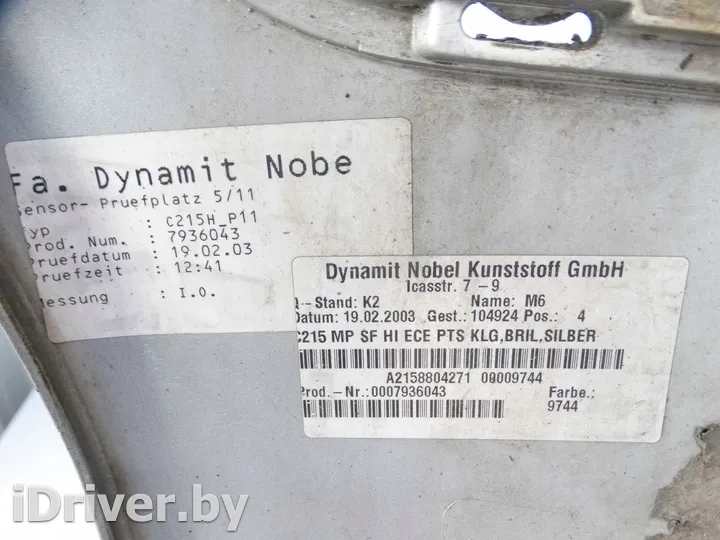 Fa. Dynamit Nobe
Sensor- Pruefplatz 5/11
Typ : C215H_P11
Prod. Num. : 7936043
Pruefdatum : 19.02.03
Pruefzeit : 12:41
Messung : I.O.
Dynamit Nobel Kunststoff GmbH
Icasstr. 7 -9
Q-Stand: K2 Name: M6
Datum: 19.02.2003 Gest.: 104924 Pos.: 4
C215 MP SF HI ECE PTS KLG,BRIL.SILBER
A2158804271 00009744
Prod.-Nr.:0007936043 Farbe.:
9744
iDriver.by